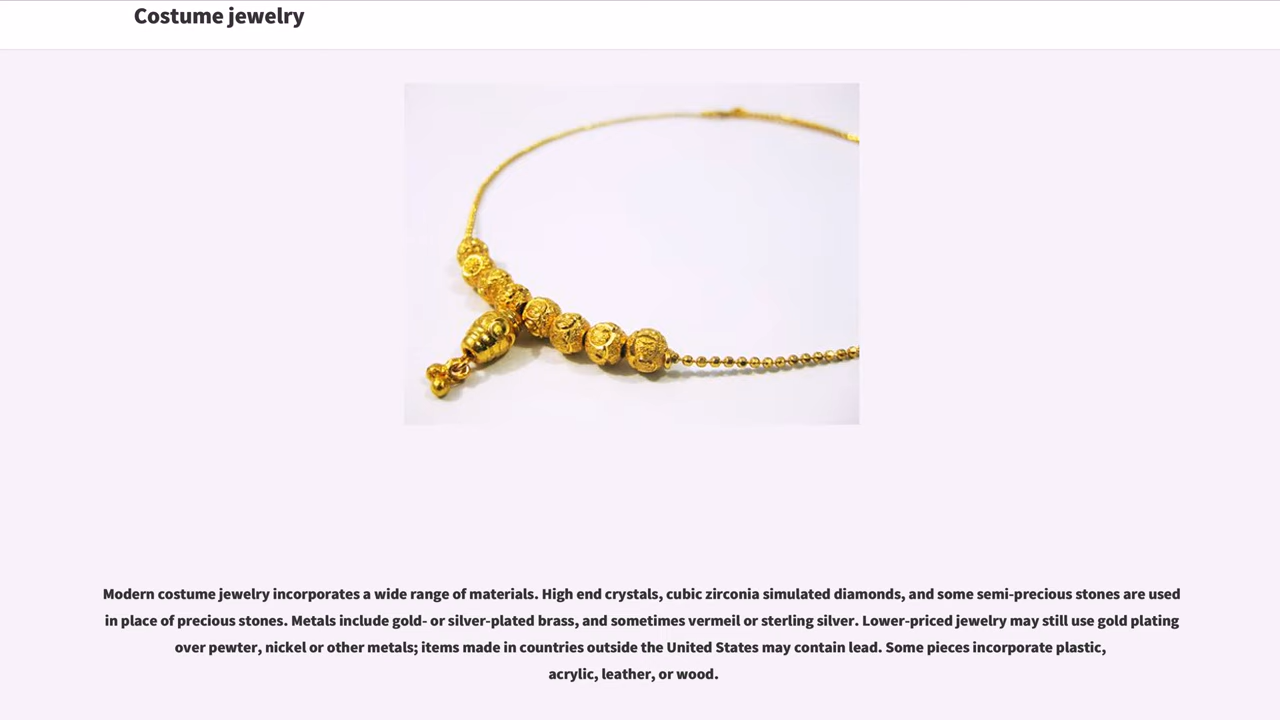 Costume jewelry
Modern costume jewelry incorporates a wide range of materials. High end crystals, cubic zirconia simulated diamonds, and some semi-precious stones are used
in place of precious stones. Metals include gold- or silver-plated brass, and sometimes vermeil or sterling silver. Lower-priced jewelry may still use gold plating
over pewter, nickel or other metals; items made in countries outside the United States may contain lead. Some pieces incorporate plastic,
acrylic, leather, or wood.